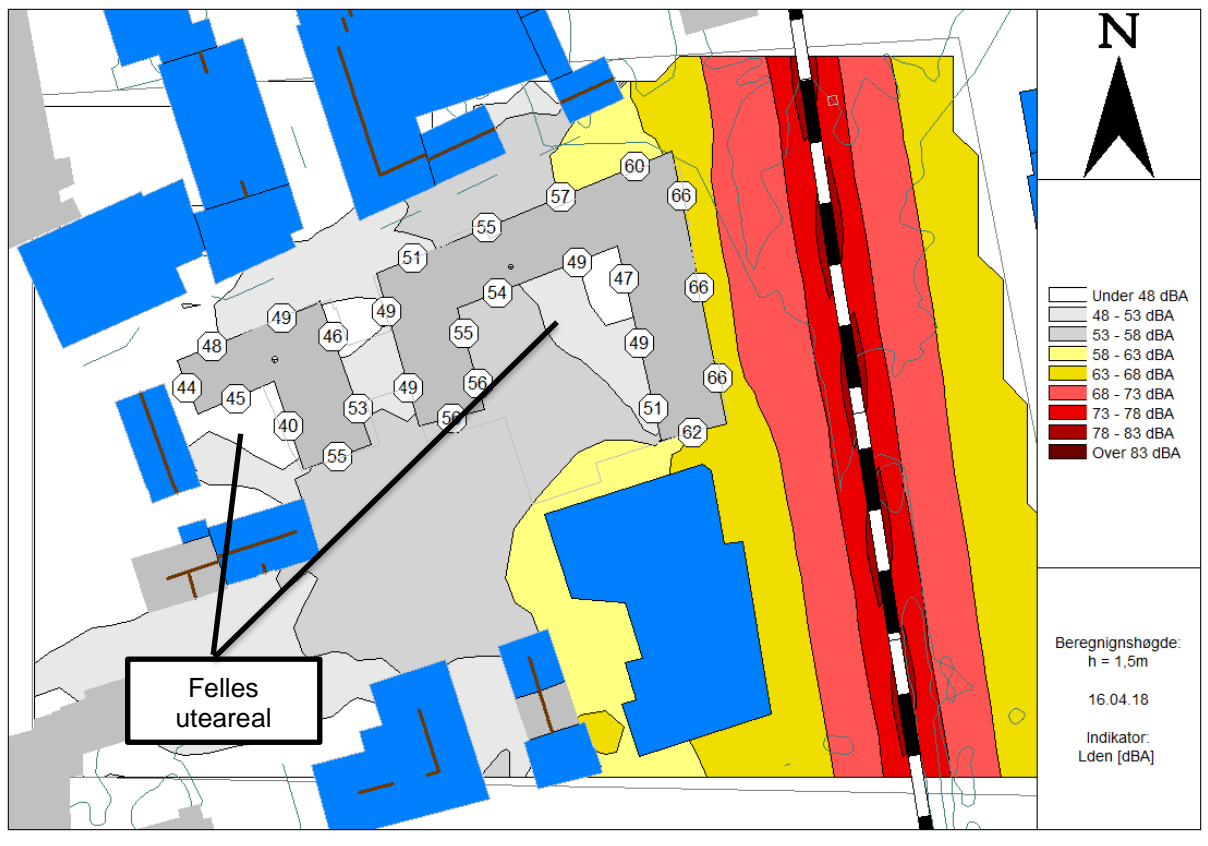 N
60
57
66
55
51
49
47
54
66
49
49
46
48
55
49
44
45
49
56
66
53
51
40
56
62
55
Under 48 dBA
48 - 53 dBA
53 - 58 dBA
58 - 63 dBA
63 - 68 dBA
68 - 73 dBA
73 - 78 dBA
78 - 83 dBA
Over 83 dBA
Felles
uteareal
Beregnignshøgde:
h = 1,5m
16.04.18
Indikator:
Lden [dBA]